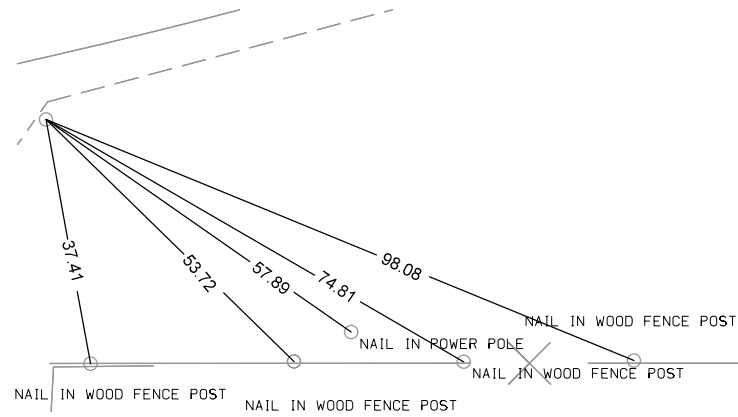 37.41
53.72
57.89
74.81
98.08
NAIL IN WOOD FENCE POST
NAIL IN POWER POLE
NAIL IN WOOD FENCE POST
NAIL IN WOOD FENCE POST
NAIL IN WOOD FENCE POST